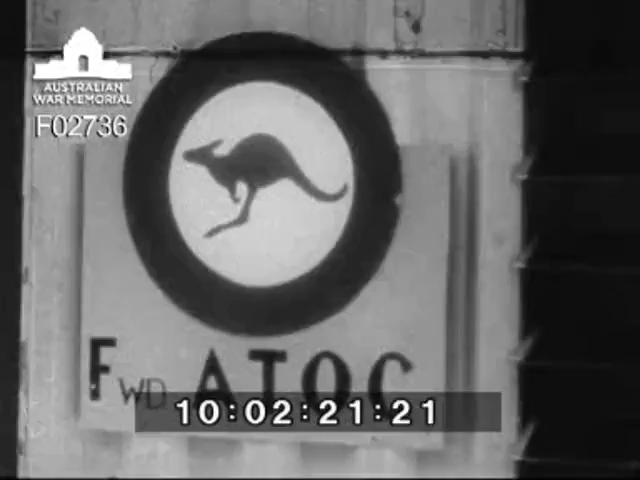 AUSTRALIAN
WAR MEMORIAL
F02736
FWD ATOC
10:02:21:21